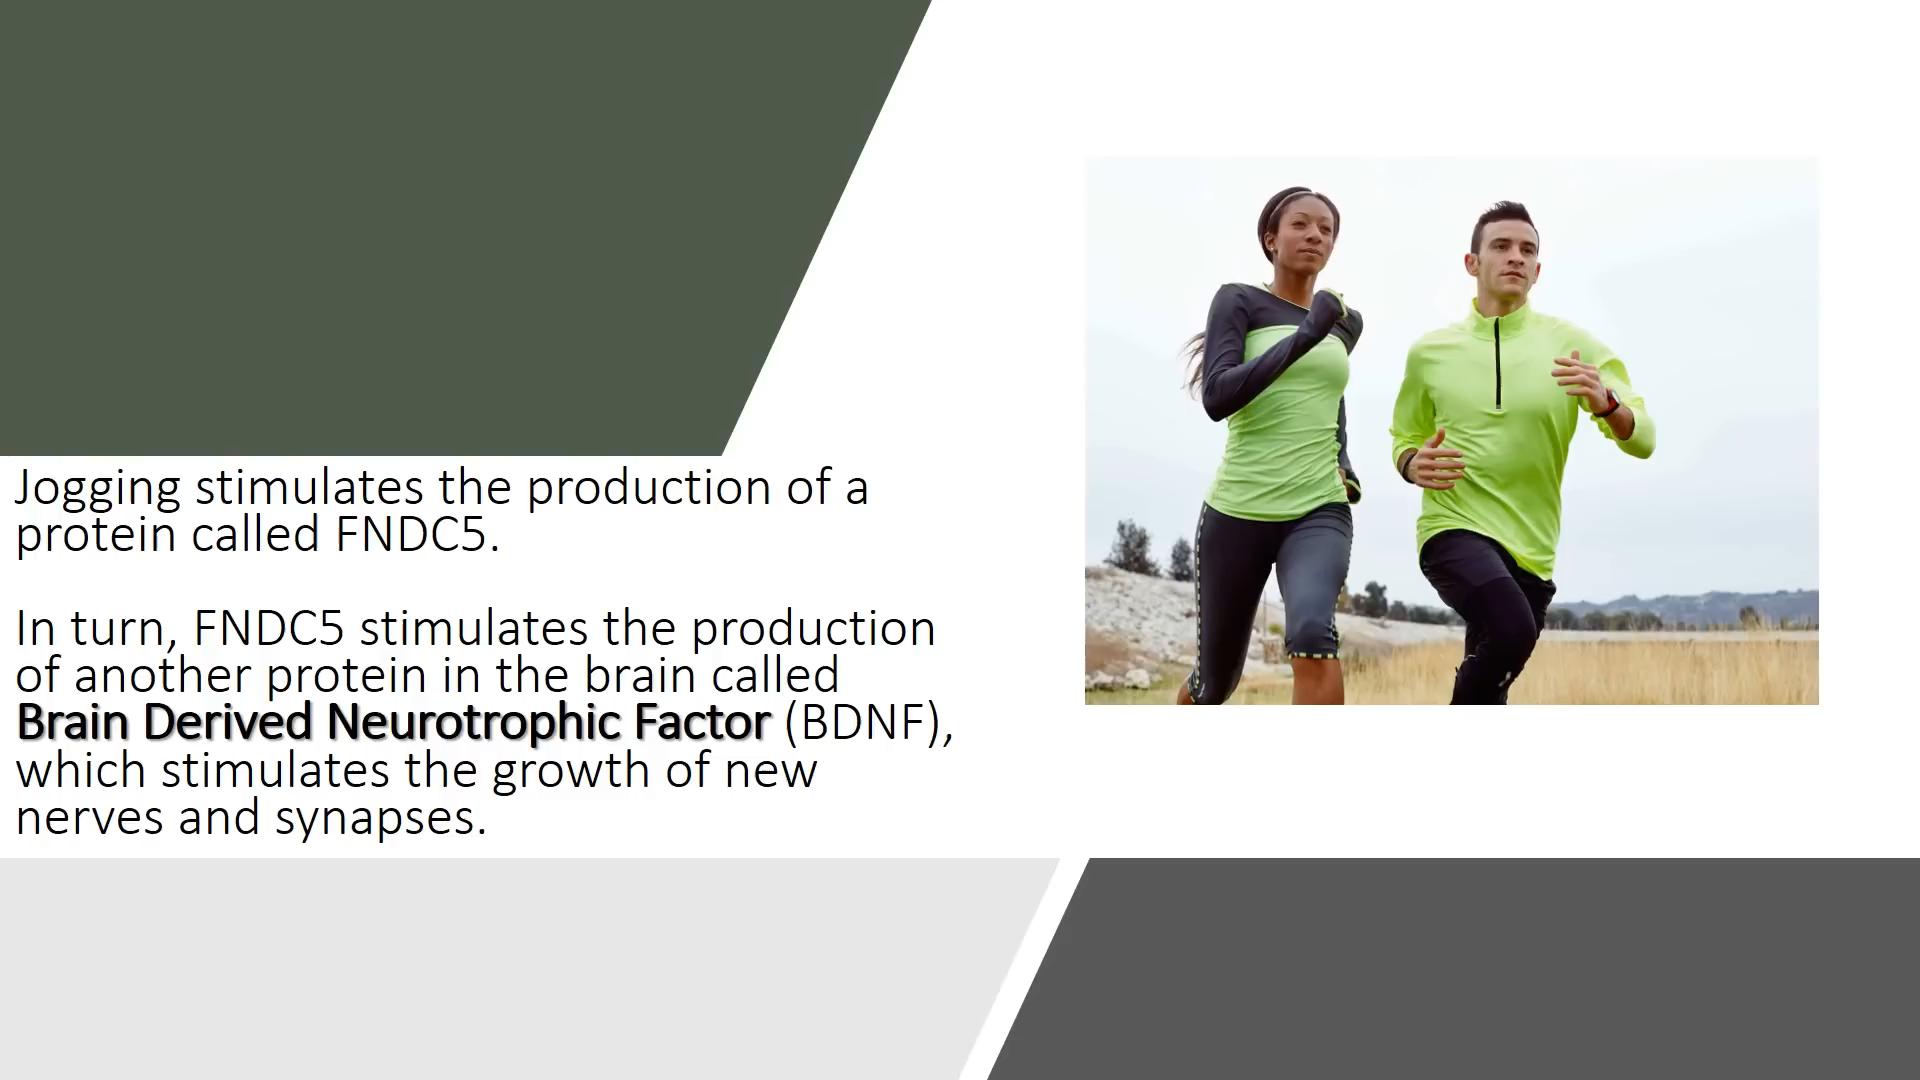 Jogging stimulates the production of a
protein called FNDC5.
In turn, FNDC5 stimulates the production
of another protein in the brain called
Brain Derived Neurotrophic Factor (BDNF),
which stimulates the growth of new
nerves and synapses.